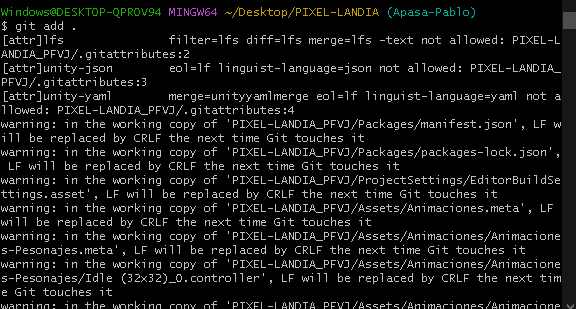 Windows@DESKTOP-QPROV94 MINGW64 ~/Desktop/PIXEL-LANDIA (Apasa-Pablo)
$ git add .
[attr]lfs filter=lfs diff=lfs merge=lfs -text not allowed: PIXEL-L
ANDIA_PFVJ/.gitattributes:2
[attr]unity-json eol=lf linguist-language=json not allowed: PIXEL-LANDIA_
PFVJ/.gitattributes:3
[attr]unity-yaml merge=unityyamlmerge eol=lf linguist-language=yaml not a
llowed: PIXEL-LANDIA_PFVJ/.gitattributes:4
warning: in the working copy of 'PIXEL-LANDIA_PFVJ/Packages/manifest.json', LF w
ill be replaced by CRLF the next time Git touches it
warning: in the working copy of 'PIXEL-LANDIA_PFVJ/Packages/packages-lock.json',
 LF will be replaced by CRLF the next time Git touches it
warning: in the working copy of 'PIXEL-LANDIA_PFVJ/ProjectSettings/EditorBuildSe
ttings.asset', LF will be replaced by CRLF the next time Git touches it
warning: in the working copy of 'PIXEL-LANDIA_PFVJ/Assets/Animaciones.meta', LF
will be replaced by CRLF the next time Git touches it
warning: in the working copy of 'PIXEL-LANDIA_PFVJ/Assets/Animaciones/Animacione
s-Pesonajes.meta', LF will be replaced by CRLF the next time Git touches it
warning: in the working copy of 'PIXEL-LANDIA_PFVJ/Assets/Animaciones/Animacione
s-Pesonajes/Idle (32x32)_0.controller', LF will be replaced by CRLF the next tim
e Git touches it
warning: in the working copy of 'PIXEL-LANDIA_PFVJ/Assets/Animaciones/Animacione